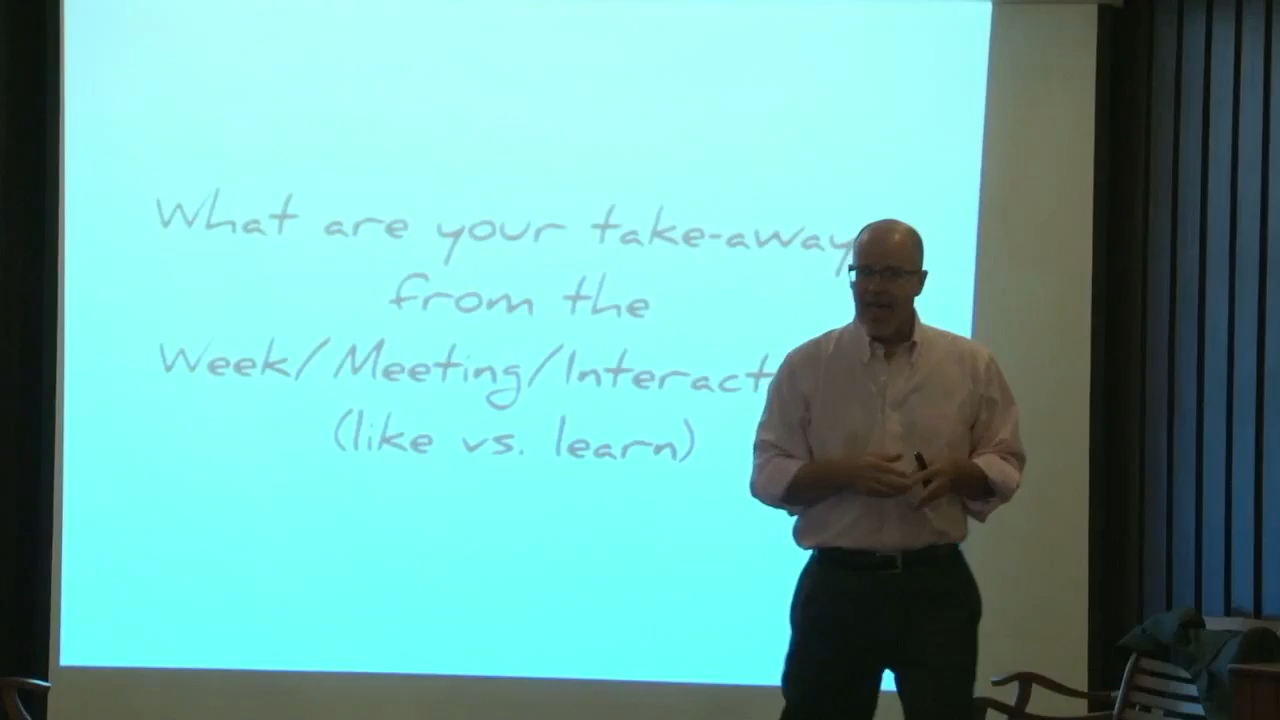 What are your take-away
from the
Week/Meeting/Interact
(like vs. learn)